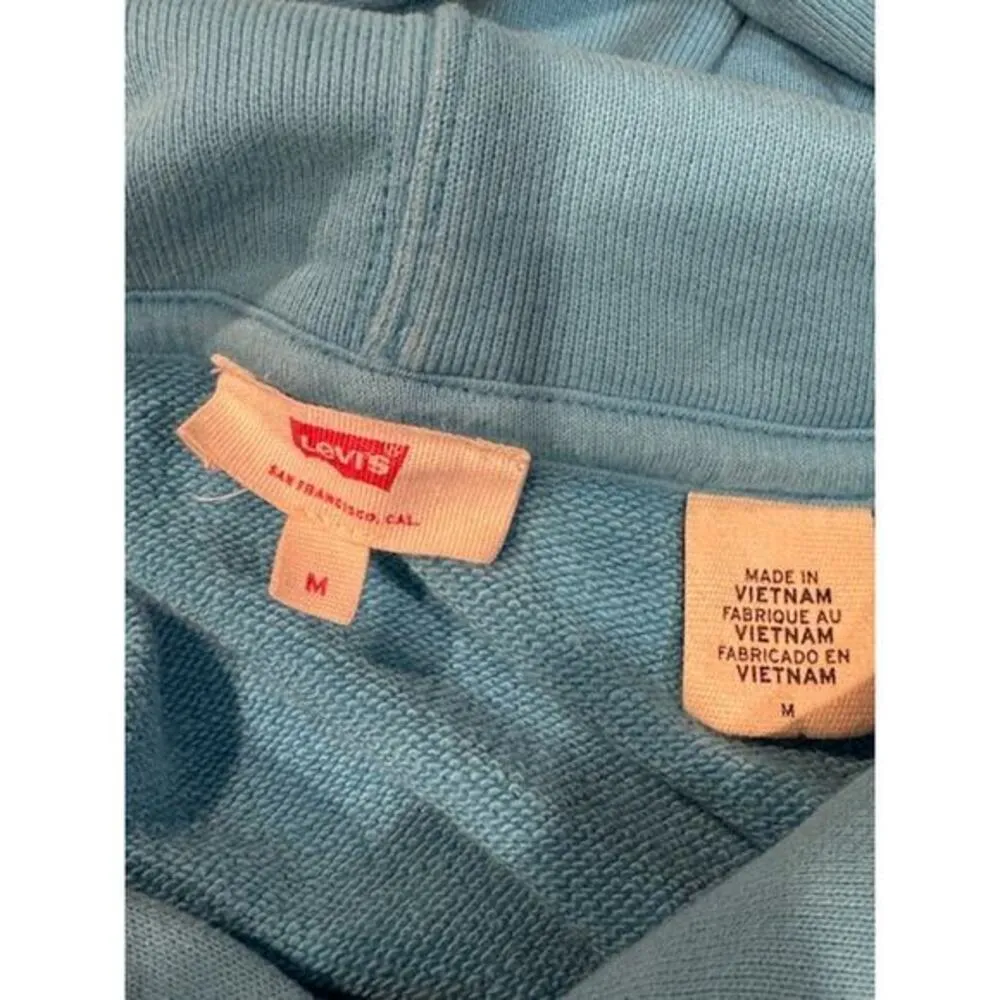 Levi's®
SAN FRANCISCO, CAL.
M
MADE IN
VIETNAM
FABRIQUE AU
VIETNAM
FABRICADO EN
VIETNAM
M